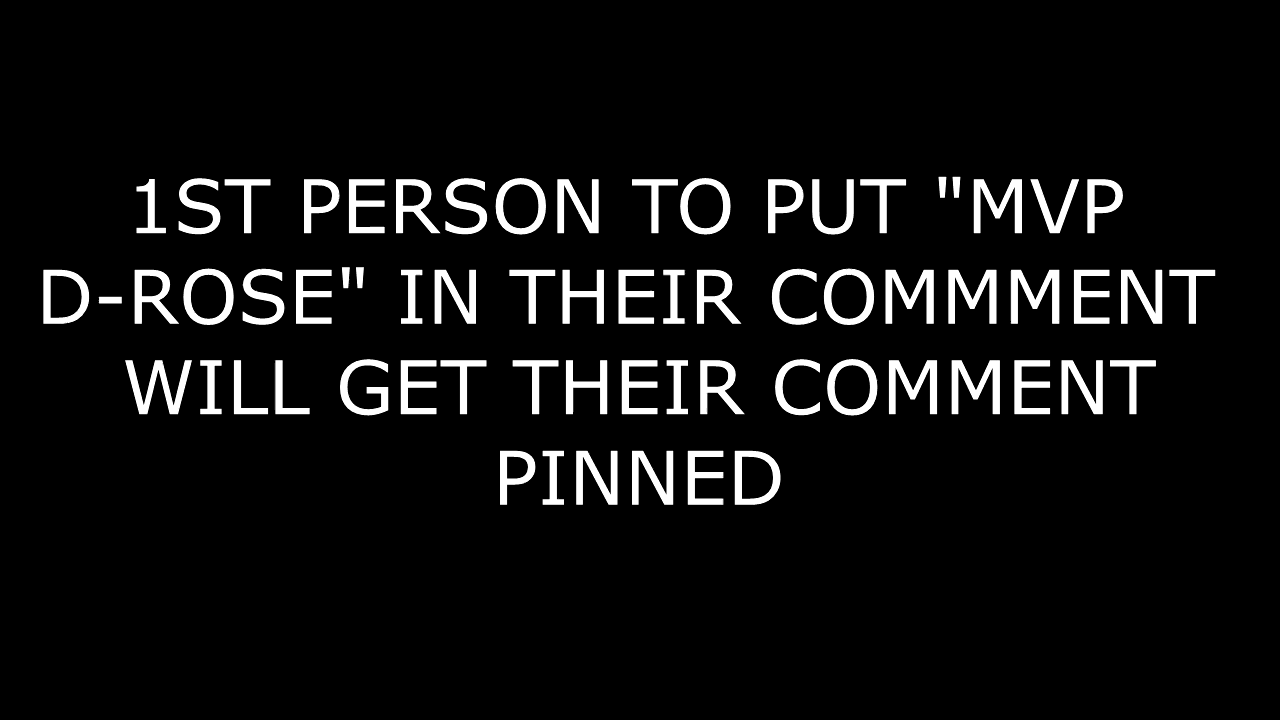 1ST PERSON TO PUT "MVP
D-ROSE" IN THEIR COMMMENT
WILL GET THEIR COMMENT
PINNED